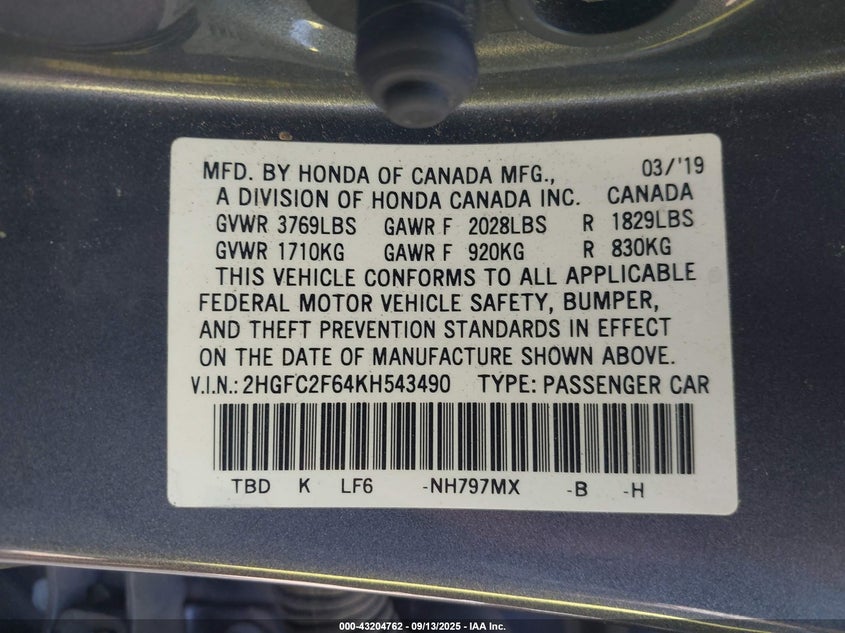 MFD. BY HONDA OF CANADA MFG., 03/'19
A DIVISION OF HONDA CANADA INC. CANADA
GVWR 3769LBS GAWR F 2028LBS R 1829LBS
GVWR 1710KG GAWR F 920KG R 830KG
THIS VEHICLE CONFORMS TO ALL APPLICABLE
FEDERAL MOTOR VEHICLE SAFETY, BUMPER,
AND THEFT PREVENTION STANDARDS IN EFFECT
ON THE DATE OF MANUFACTURE SHOWN ABOVE.
V.I.N.: 2HGFC2F64KH543490 TYPE: PASSENGER CAR
TBD K LF6 -NH797MX -B -H
000-43204762 - 09/13/2025 - IAA Inc.